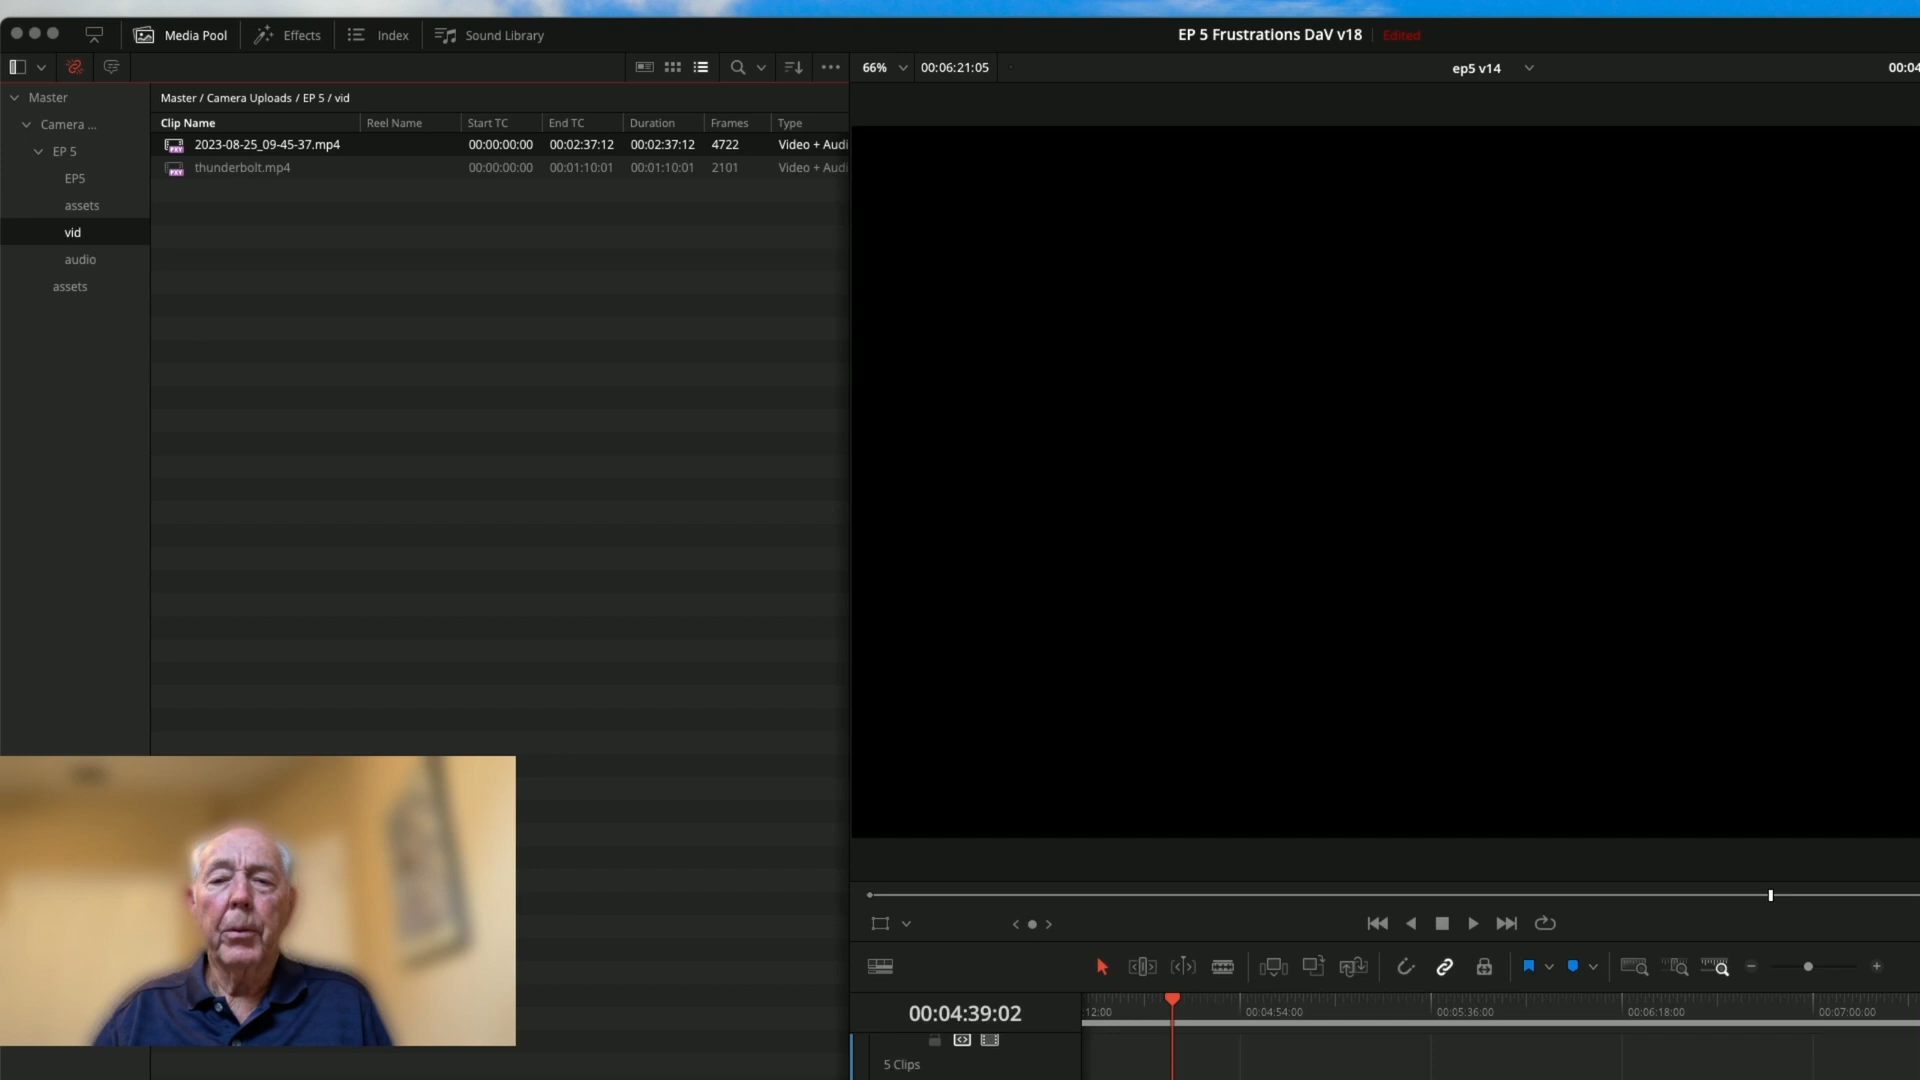 Media Pool Effects Index Sound Library EP 5 Frustrations DaV v18 Edited
66% 00:06:21:05 ep5 v14 00:04
Master
Camera ...
EP 5
EP5
assets
vid
audio
assets
Master / Camera Uploads / EP 5 / vid
Clip Name Reel Name Start TC End TC Duration Frames Type
PXY 2023-08-25_09-45-37.mp4 00:00:00:00 00:02:37:12 00:02:37:12 4722 Video + Audi
PXY thunderbolt.mp4 00:00:00:00 00:01:10:01 00:01:10:01 2101 Video + Audi
00:04:39:02 :12:00 00:04:54:00 00:05:36:00 00:06:18:00 00:07:00:00
5 Clips